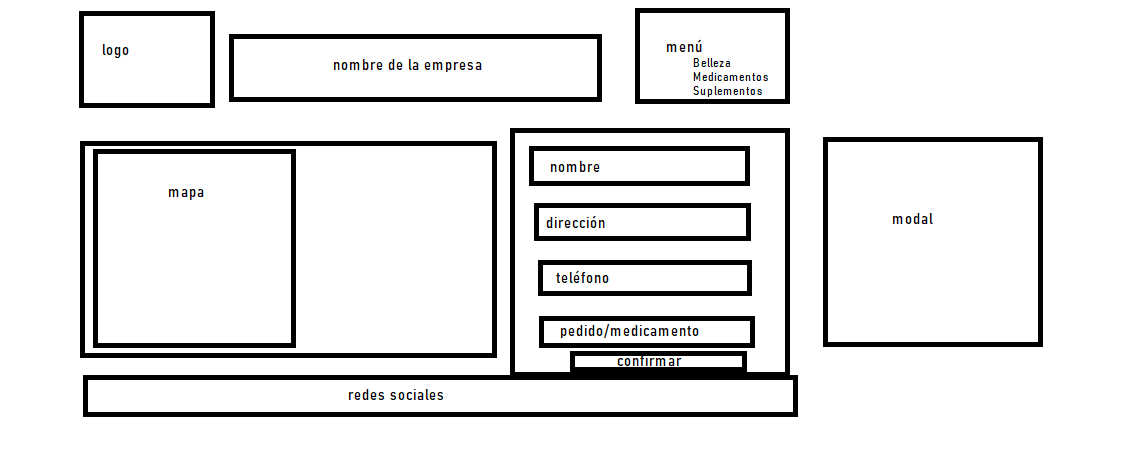 logo
nombre de la empresa
menú
Belleza
Medicamentos
Suplementos
mapa
nombre
dirección
teléfono
pedido/medicamento
confirmar
modal
redes sociales